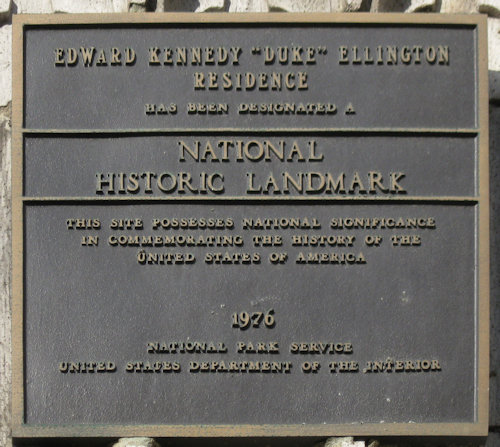 EDWARD KENNEDY "DUKE" ELLINGTON
RESIDENCE
HAS BEEN DESIGNATED A
NATIONAL
HISTORIC LANDMARK
THIS SITE POSSESSES NATIONAL SIGNIFICANCE
IN COMMEMORATING THE HISTORY OF THE
UNITED STATES OF AMERICA
1976
NATIONAL PARK SERVICE
UNITED STATES DEPARTMENT OF THE INTERIOR